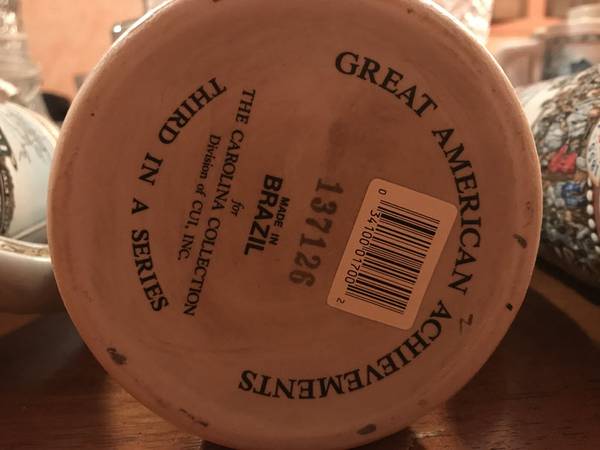 GREAT AMERICAN ACHIEVEMENTS
THIRD IN A SERIES
MADE IN
BRAZIL
for
THE CAROLINA COLLECTION
Division of CUI, INC.
137126
0 34100 01700 2